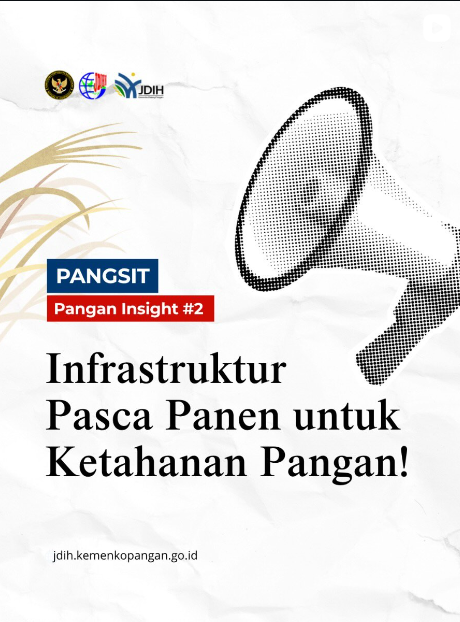 JDIH
PANGSIT
Pangan Insight #2
Infrastruktur
Pasca Panen untuk
Ketahanan Pangan!
jdih.kemenkopangan.go.id